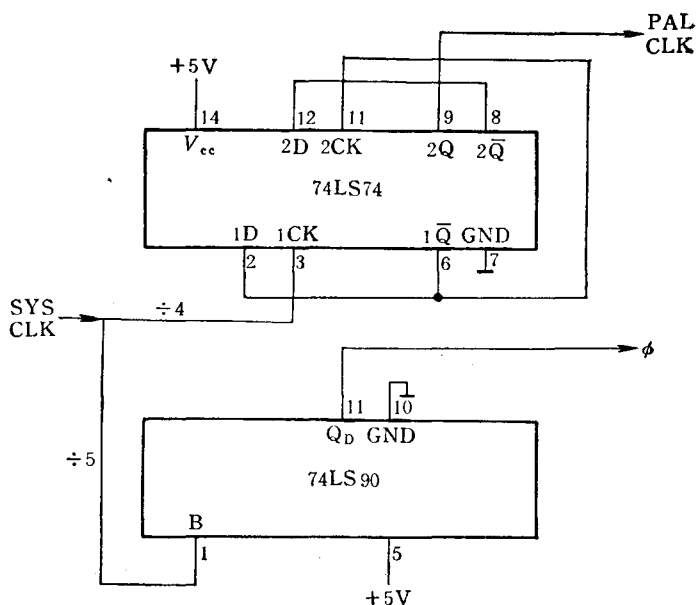 PAL
CLK
+5V
14 12 11 9 8
Vcc 2D 2CK 2Q 2Q̅
74LS74
1D 1CK 1Q̅ GND
2 3 6 7
SYS
CLK
÷4
ϕ
11 10
QD GND
÷5
74LS90
B
1 5
+5V